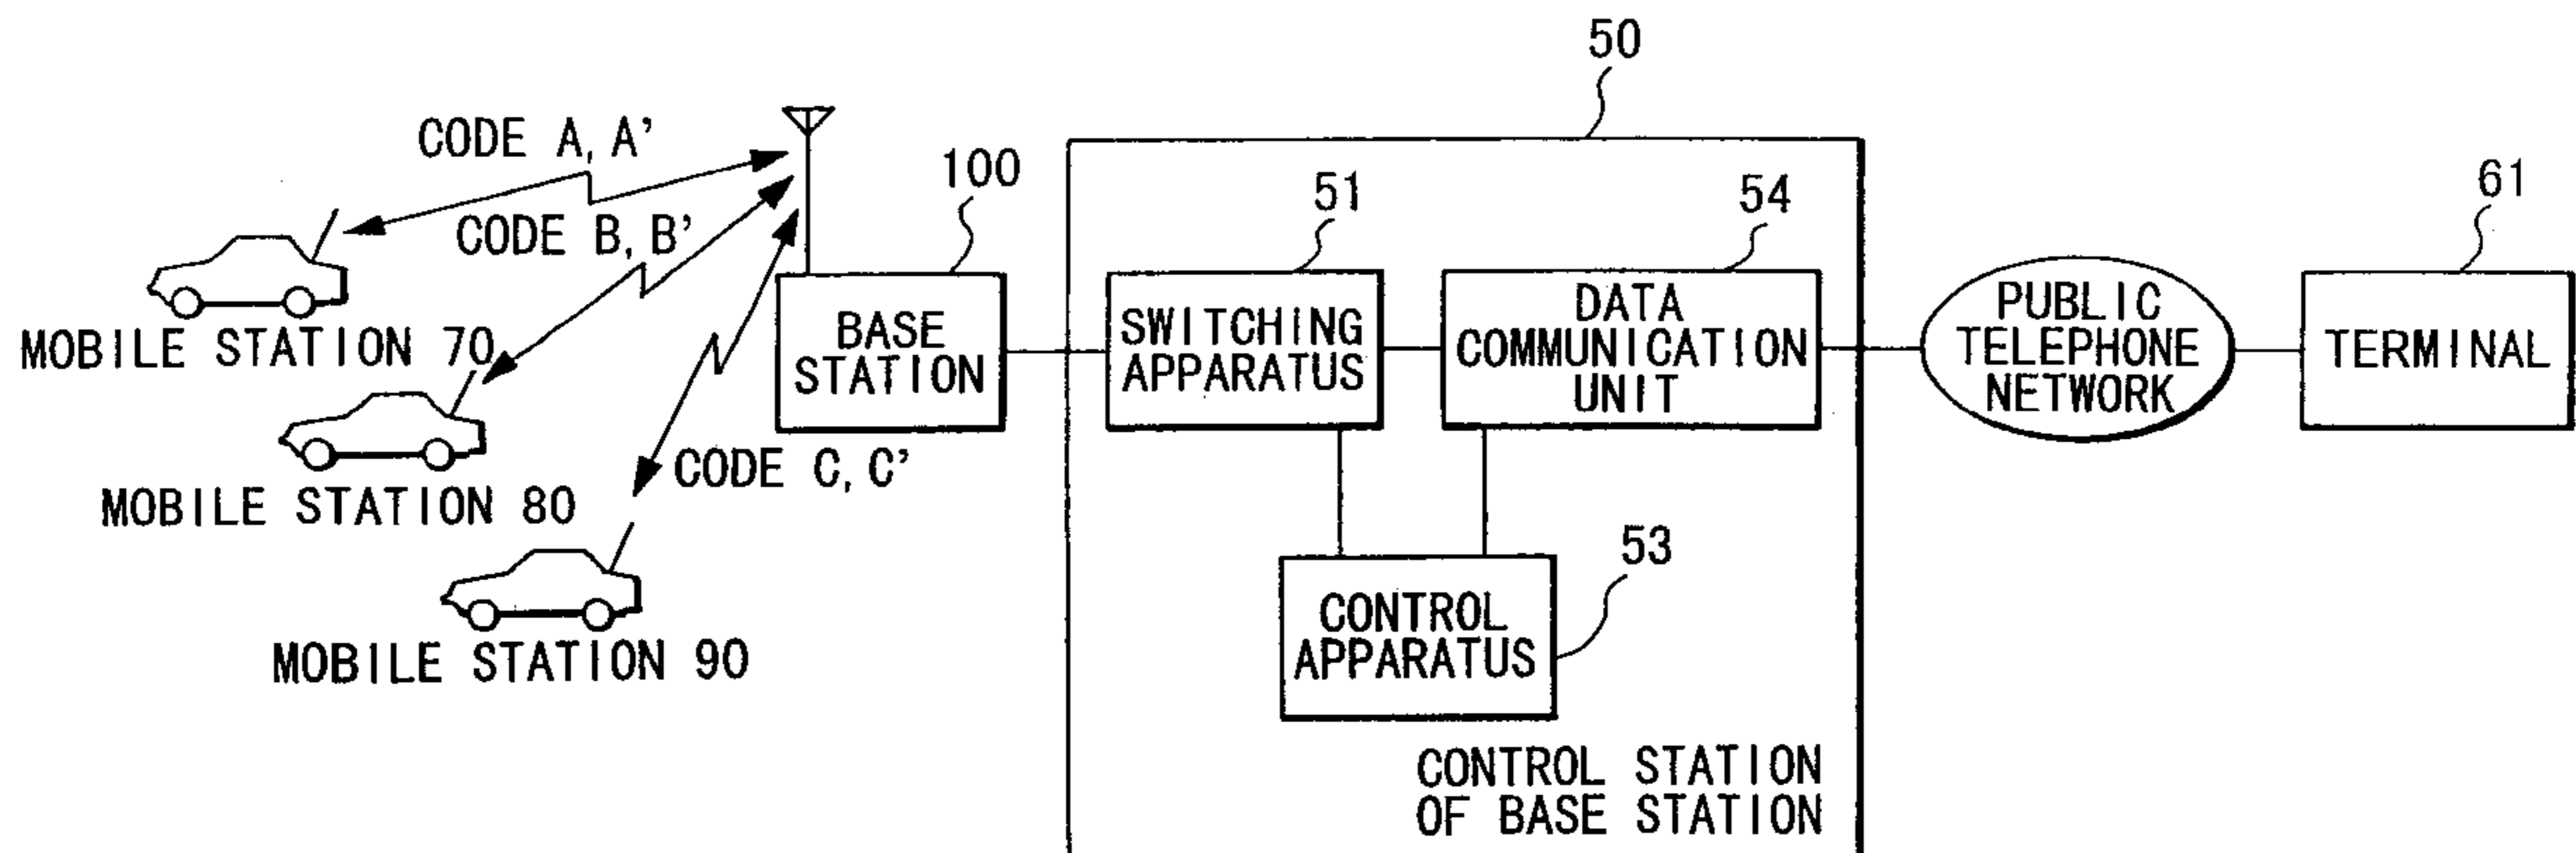 50
CODE A, A'
100
51
54
61
CODE B, B'
BASE
STATION
SWITCHING
APPARATUS
DATA
COMMUNICATION
UNIT
PUBLIC
TELEPHONE
NETWORK
TERMINAL
MOBILE STATION 70
CODE C, C'
MOBILE STATION 80
53
CONTROL
APPARATUS
MOBILE STATION 90
CONTROL STATION
OF BASE STATION